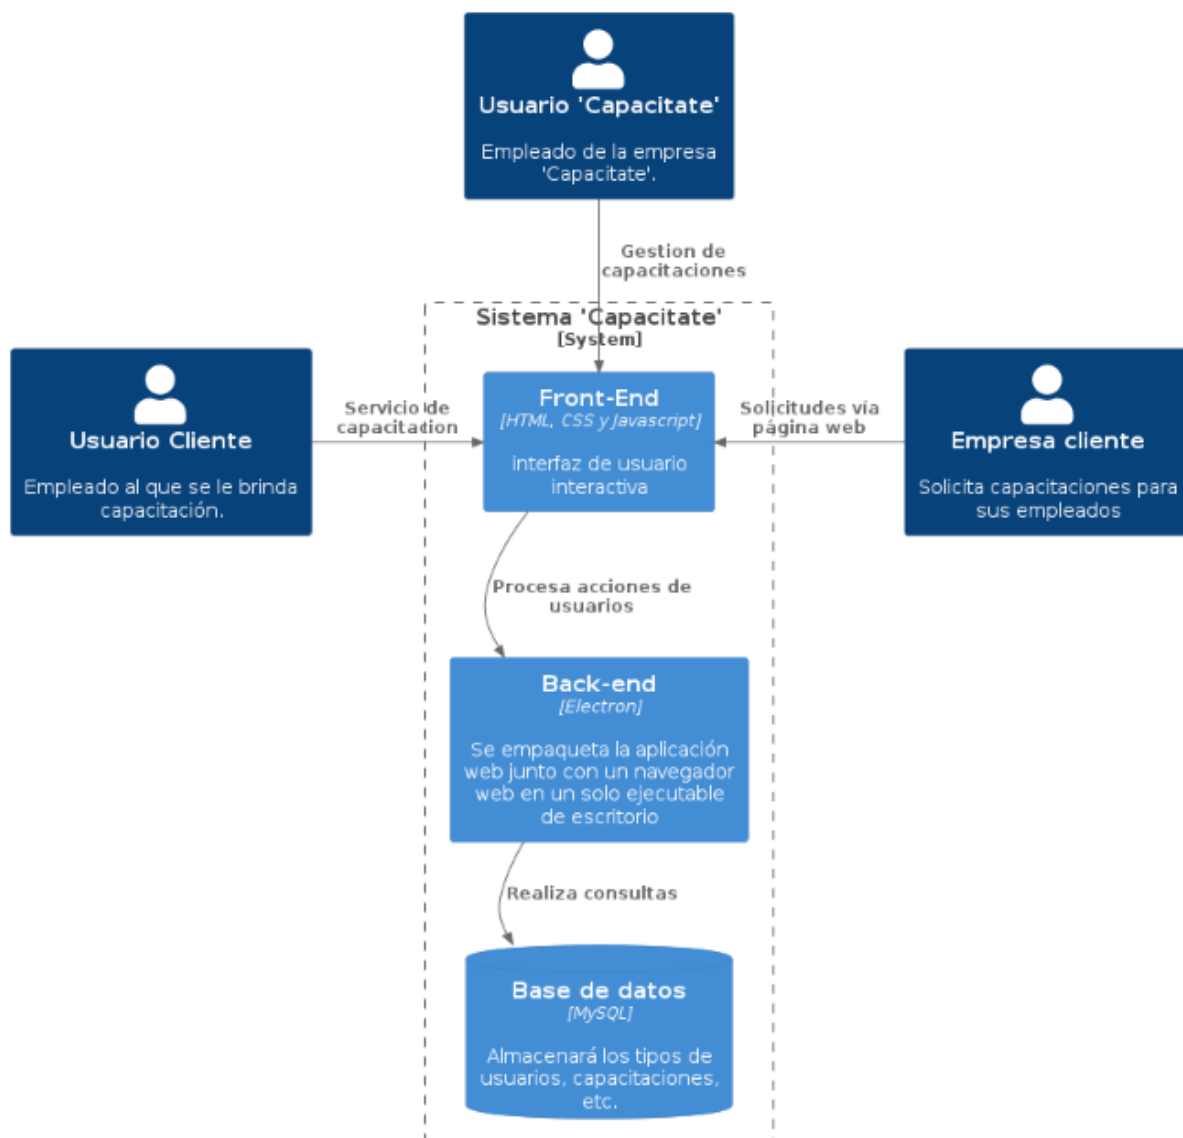 Usuario 'Capacitate'
Empleado de la empresa
'Capacitate'.
Gestion de
capacitaciones
Sistema 'Capacitate'
[System]
Usuario Cliente
Empleado al que se le brinda
capacitación.
Servicio de
capacitacion
Front-End
[HTML, CSS y Javascript]
interfaz de usuario
interactiva
Solicitudes vía
página web
Empresa cliente
Solicita capacitaciones para
sus empleados
Procesa acciones de
usuarios
Back-end
[Electron]
Se empaqueta la aplicación
web junto con un navegador
web en un solo ejecutable
de escritorio
Realiza consultas
Base de datos
[MySQL]
Almacenará los tipos de
usuarios, capacitaciones,
etc.